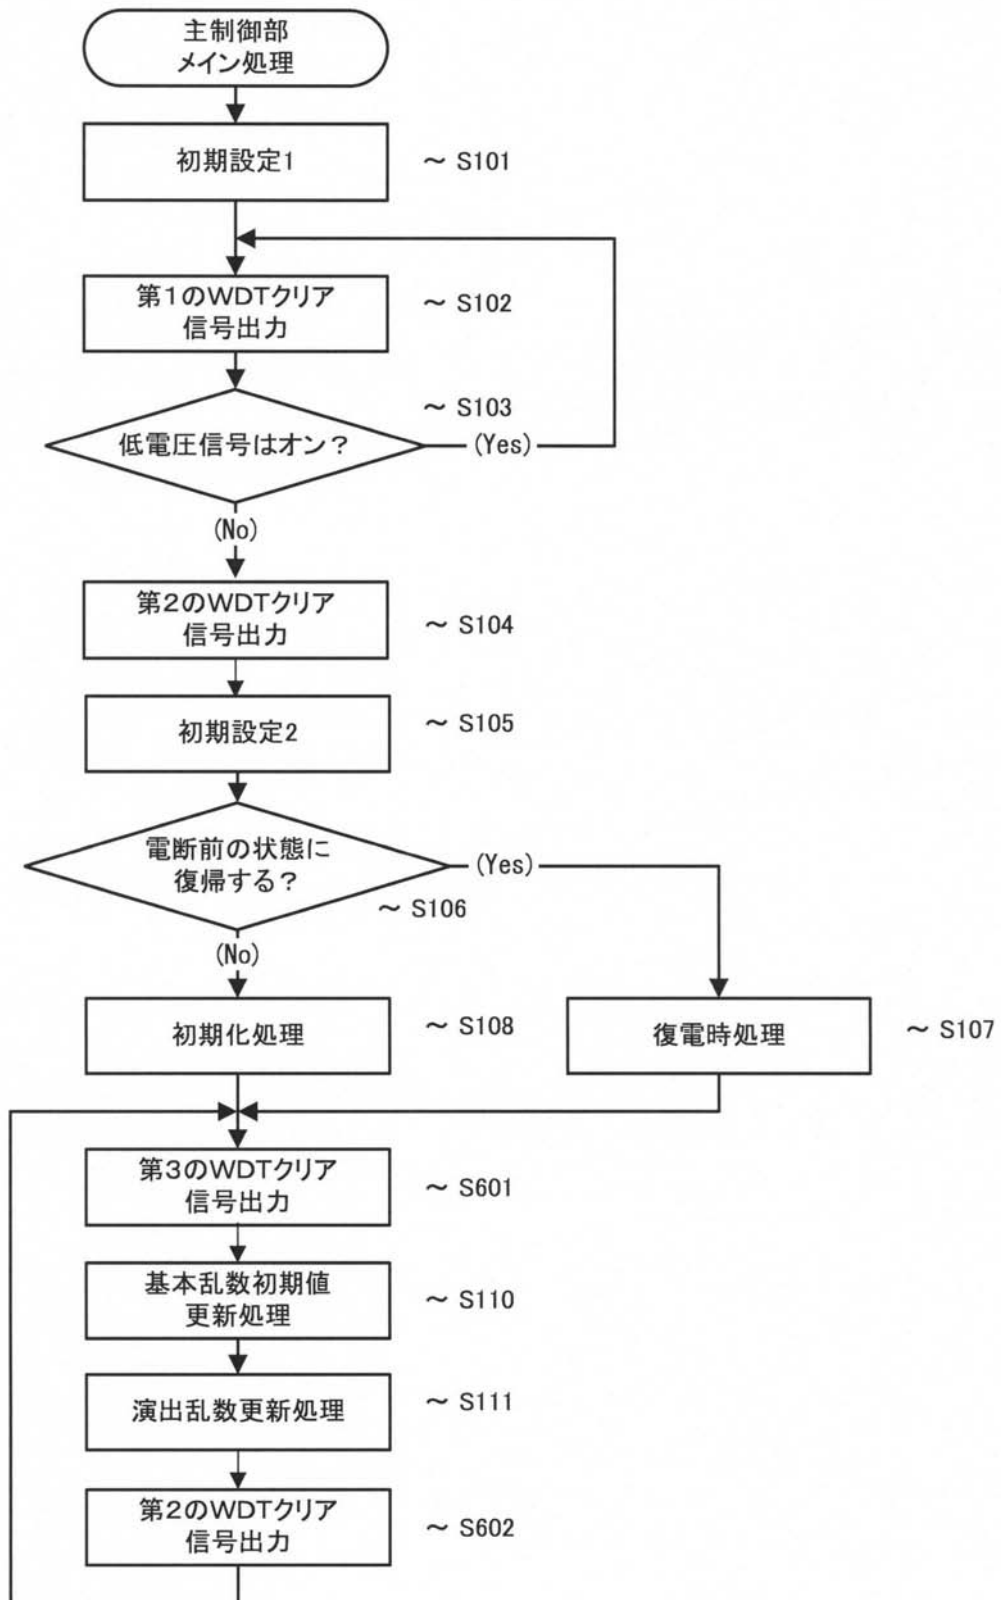 主制御部
メイン処理
初期設定1
～ S101
第1のWDTクリア
信号出力
～ S102
～ S103
低電圧信号はオン？
(Yes)
(No)
第2のWDTクリア
信号出力
～ S104
初期設定2
～ S105
電断前の状態に
復帰する？
(Yes)
～ S106
(No)
初期化処理
～ S108
復電時処理
～ S107
第3のWDTクリア
信号出力
～ S601
基本乱数初期値
更新処理
～ S110
演出乱数更新処理
～ S111
第2のWDTクリア
信号出力
～ S602